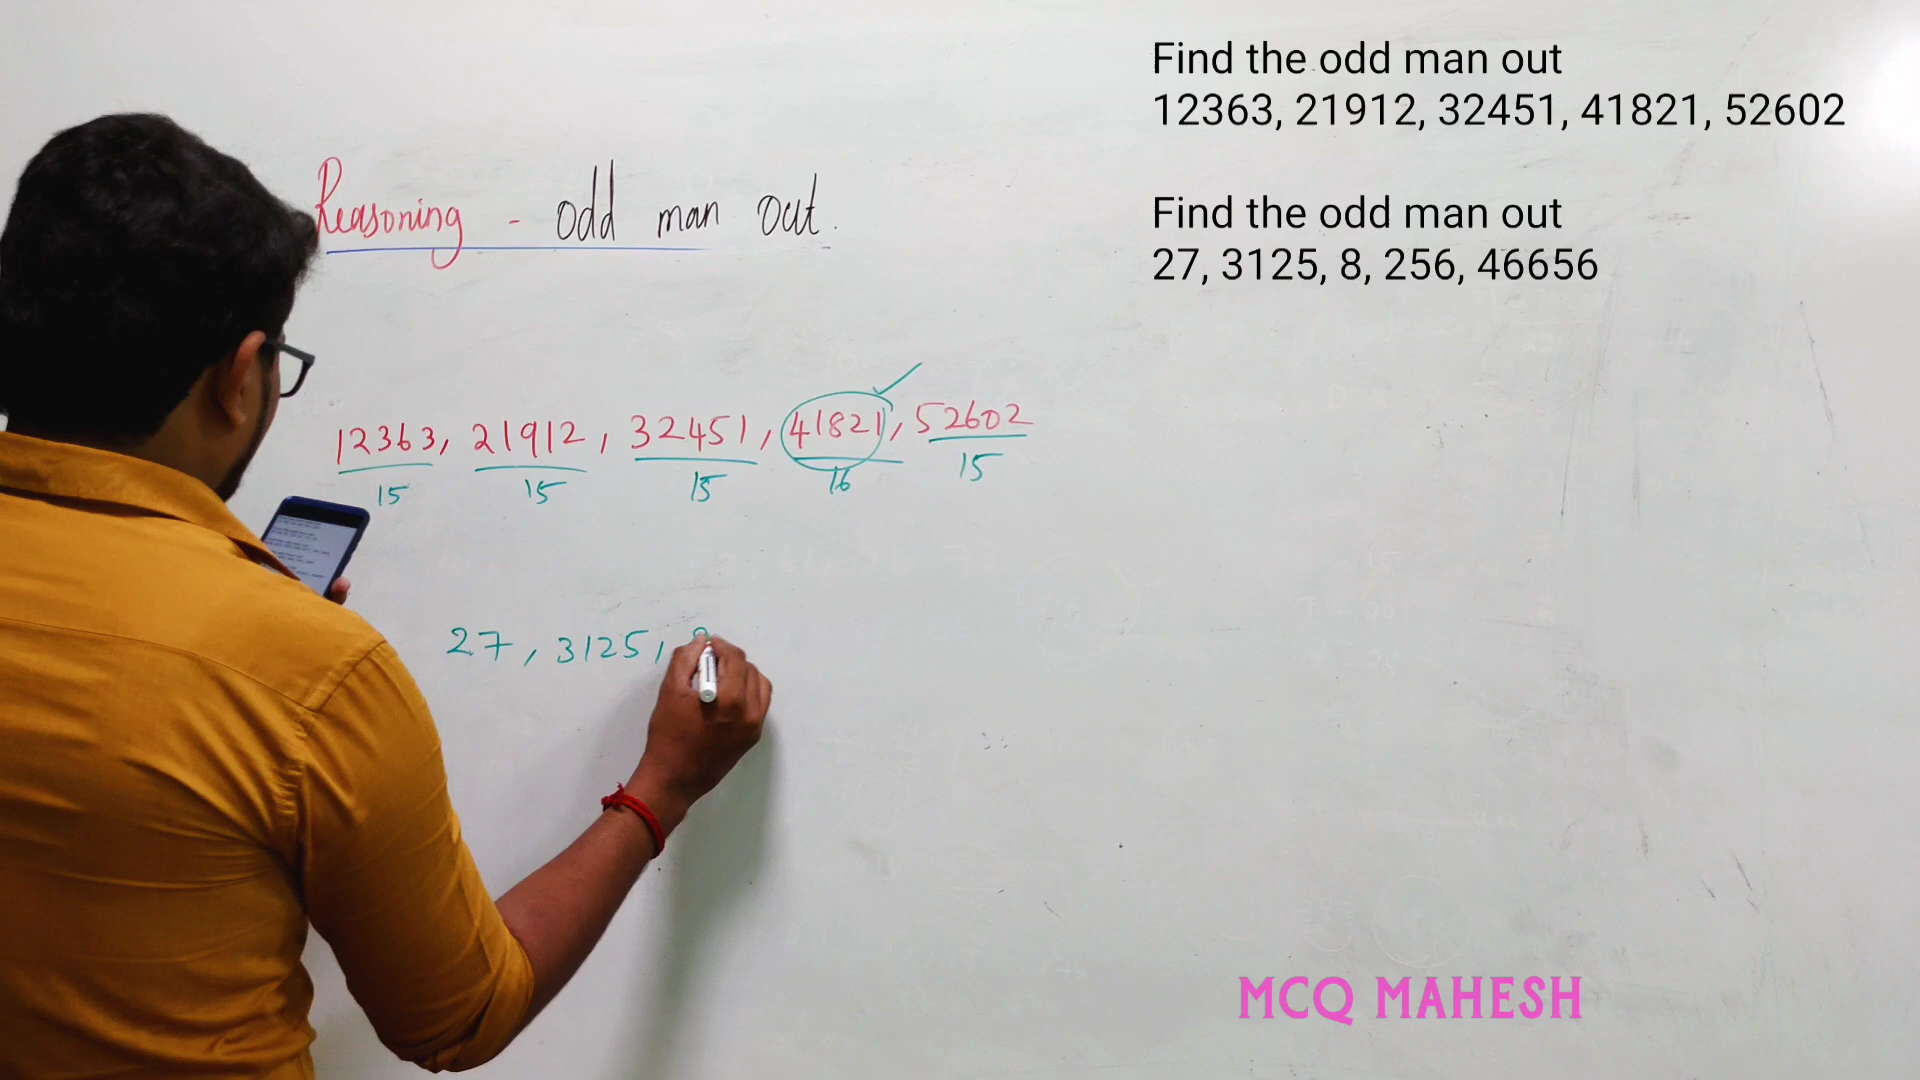 Find the odd man out
12363, 21912, 32451, 41821, 52602
Find the odd man out
27, 3125, 8, 256, 46656
Reasoning - odd man out.
12363, 21912, 32451, 41821, 52602
15 15 15 16 15
27, 3125,
MCQ MAHESH